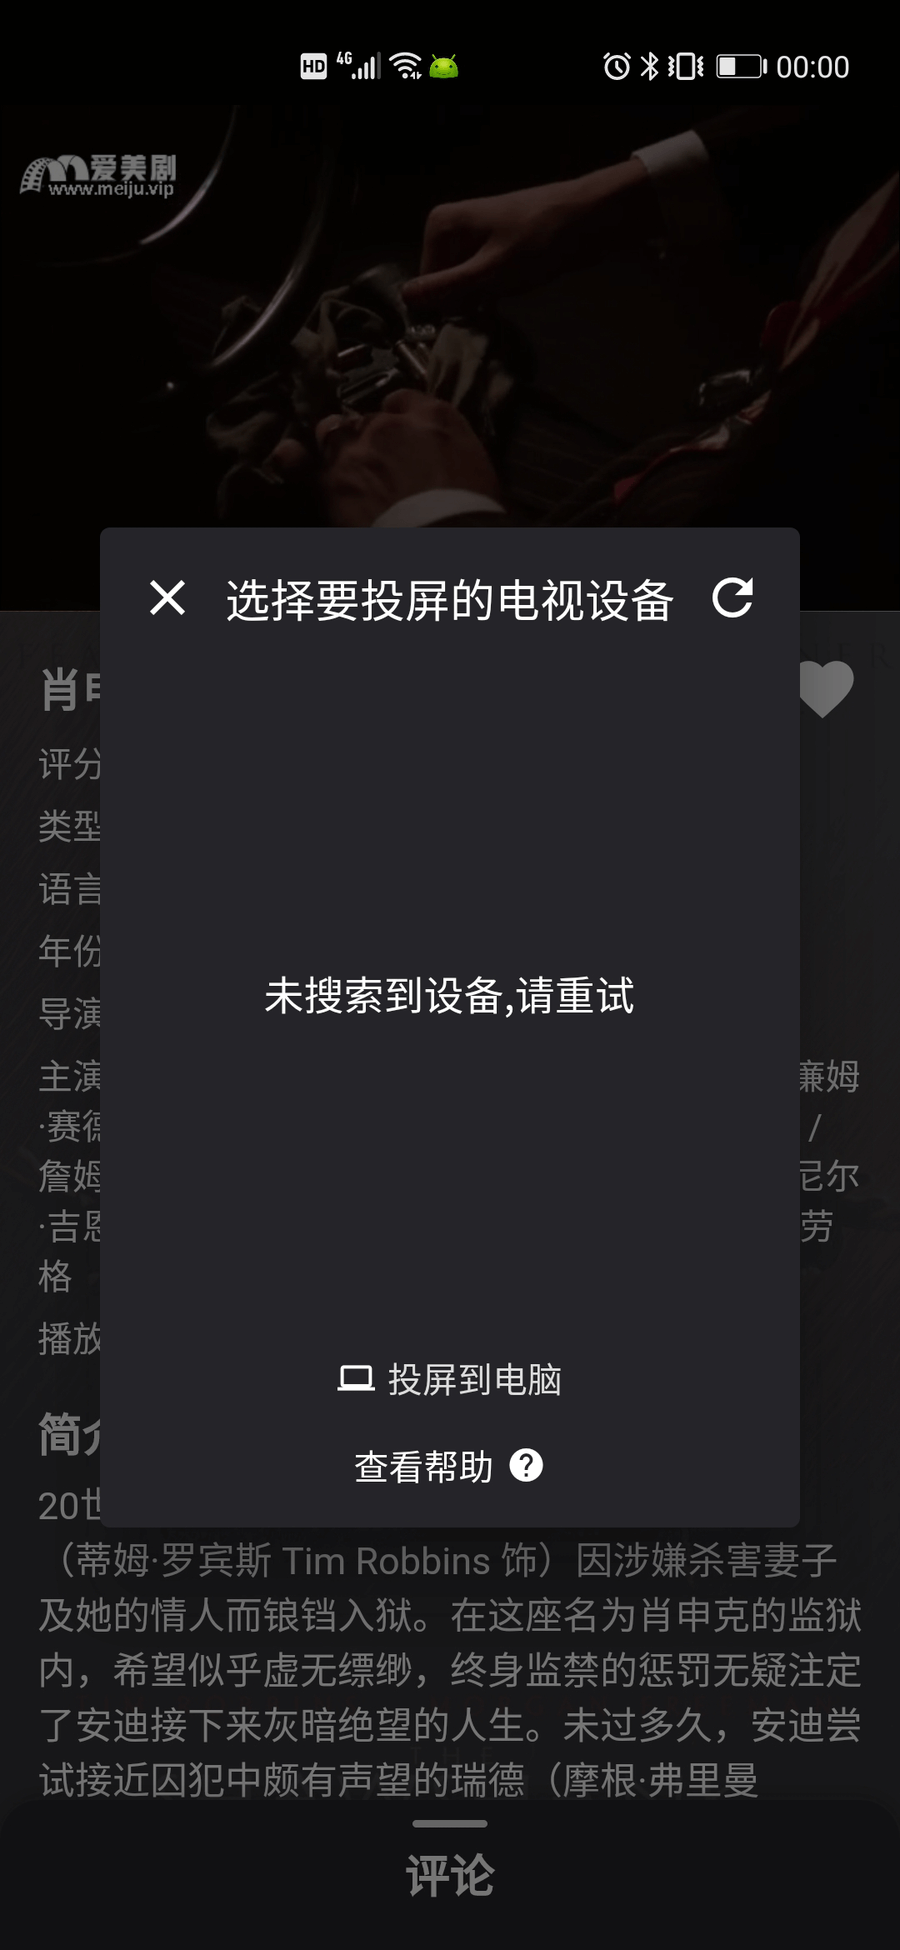 HD 4G 00:00
爱美剧
www.meiju.vip
选择要投屏的电视设备
肖申
评分
类型
语言
年份
导演
未搜索到设备,请重试
主演 廉姆
·赛德 /
詹姆 尼尔
·吉恩 劳
格
播放
投屏到电脑
简介
查看帮助
20世
（蒂姆·罗宾斯 Tim Robbins 饰）因涉嫌杀害妻子
及她的情人而锒铛入狱。在这座名为肖申克的监狱
内，希望似乎虚无缥缈，终身监禁的惩罚无疑注定
了安迪接下来灰暗绝望的人生。未过多久，安迪尝
试接近囚犯中颇有声望的瑞德（摩根·弗里曼
评论